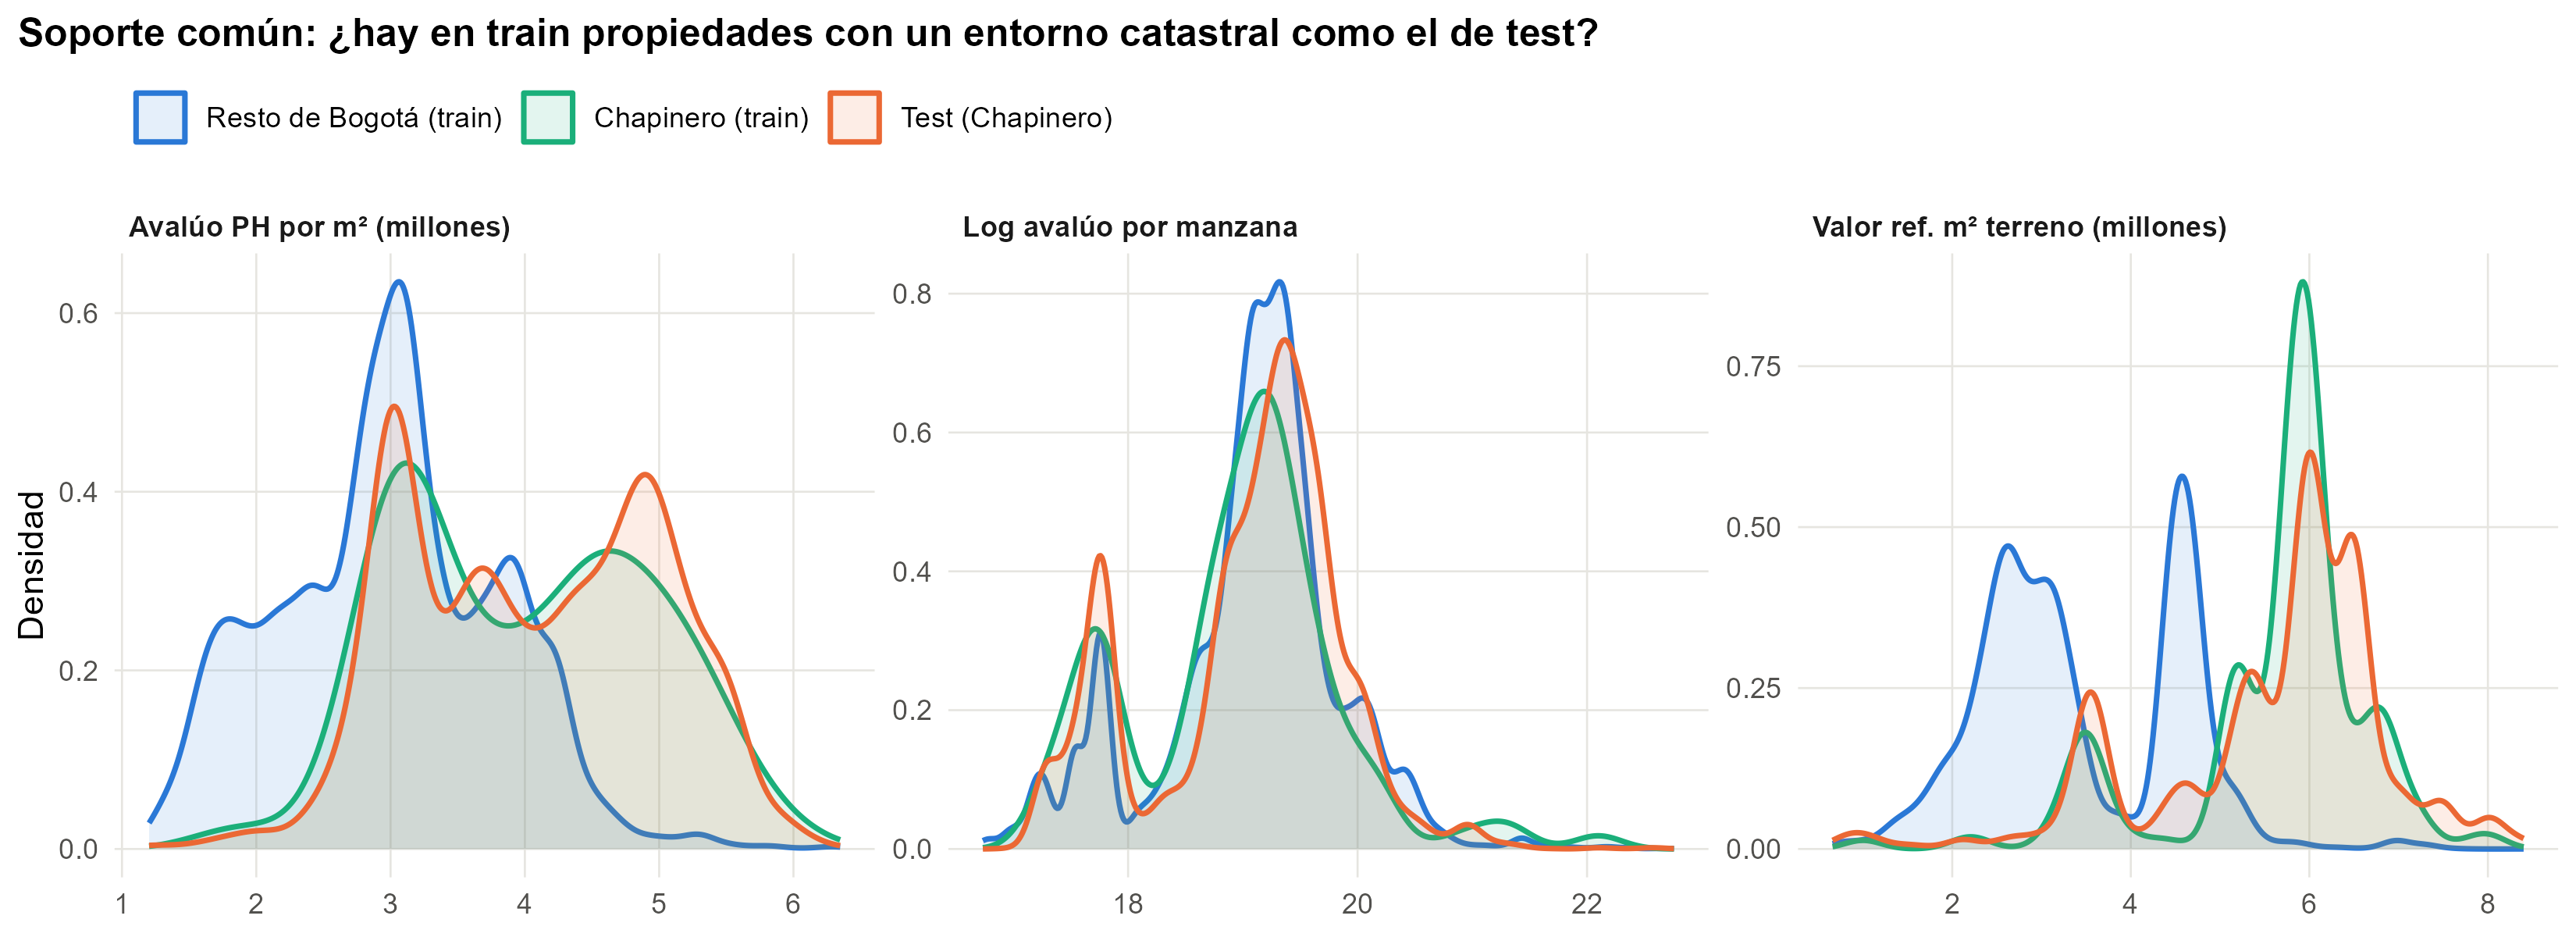 Soporte común: ¿hay en train propiedades con un entorno catastral como el de test?
Resto de Bogotá (train)
Chapinero (train)
Test (Chapinero)
Avalúo PH por m² (millones)
Log avalúo por manzana
Valor ref. m² terreno (millones)
Densidad
0.6
0.4
0.2
0.0
1 2 3 4 5 6
0.8
0.6
0.4
0.2
0.0
18 20 22
0.75
0.50
0.25
0.00
2 4 6 8